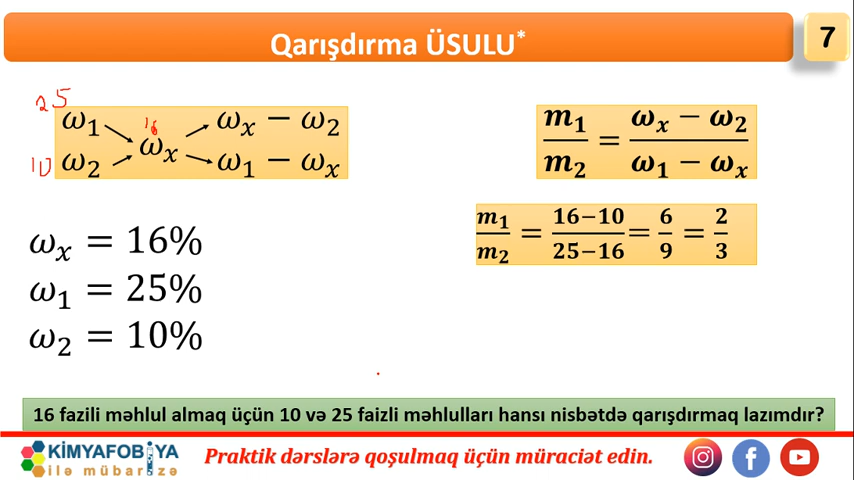 Qarışdırma ÜSULU*
7
25
ω₁ ωₓ − ω₂
16
ωₓ
10 ω₂ ω₁ − ωₓ
m₁/m₂ = (ωₓ − ω₂)/(ω₁ − ωₓ)
m₁/m₂ = (16−10)/(25−16) = 6/9 = 2/3
ωₓ = 16%
ω₁ = 25%
ω₂ = 10%
16 fazili məhlul almaq üçün 10 və 25 faizli məhlulları hansı nisbətdə qarışdırmaq lazımdır?
KİMYAFOBİYA
ilə mübarizə
Praktik dərslərə qoşulmaq üçün müraciət edin.